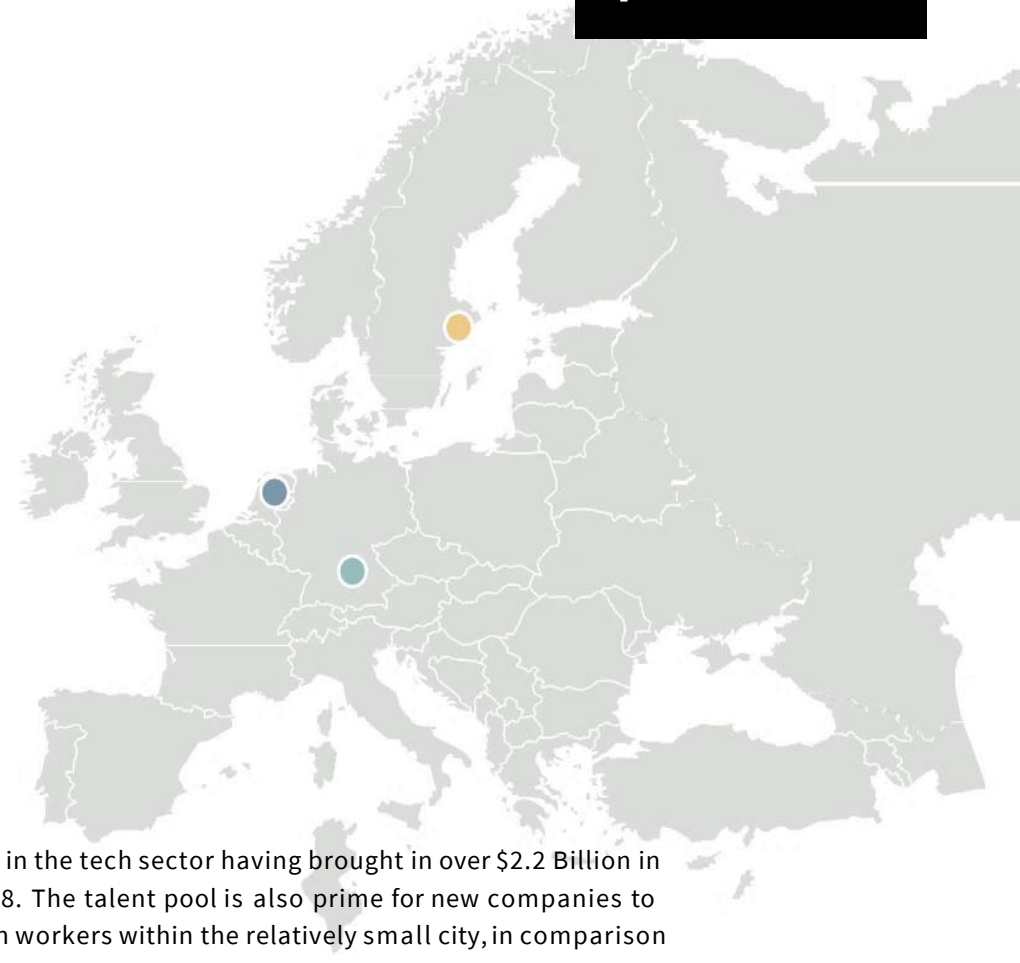 in the tech sector having brought in over $2.2 Billion in
8. The talent pool is also prime for new companies to
workers within the relatively small city, in comparison